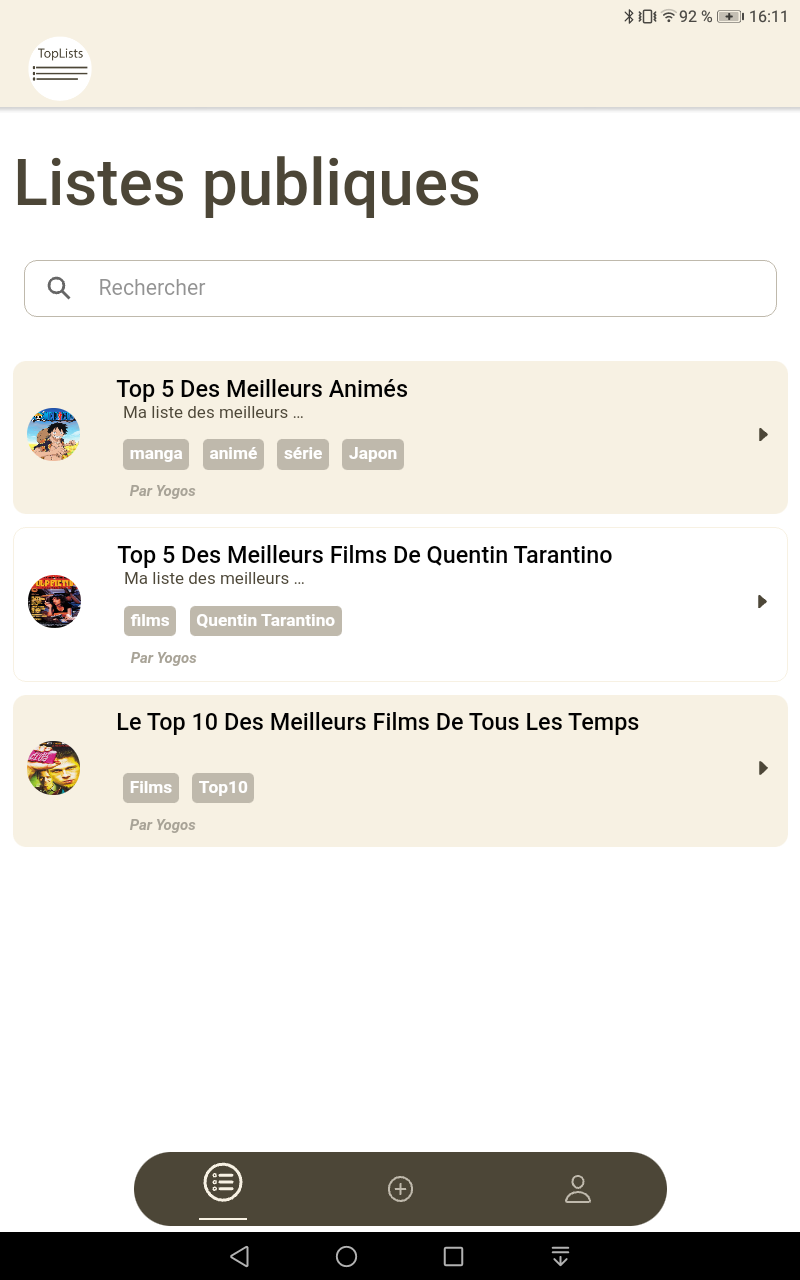 92 % 16:11
TopLists
Listes publiques
Rechercher
Top 5 Des Meilleurs Animés
Ma liste des meilleurs ...
manga animé série Japon
Par Yogos
Top 5 Des Meilleurs Films De Quentin Tarantino
Ma liste des meilleurs ...
films Quentin Tarantino
Par Yogos
Le Top 10 Des Meilleurs Films De Tous Les Temps
Films Top10
Par Yogos